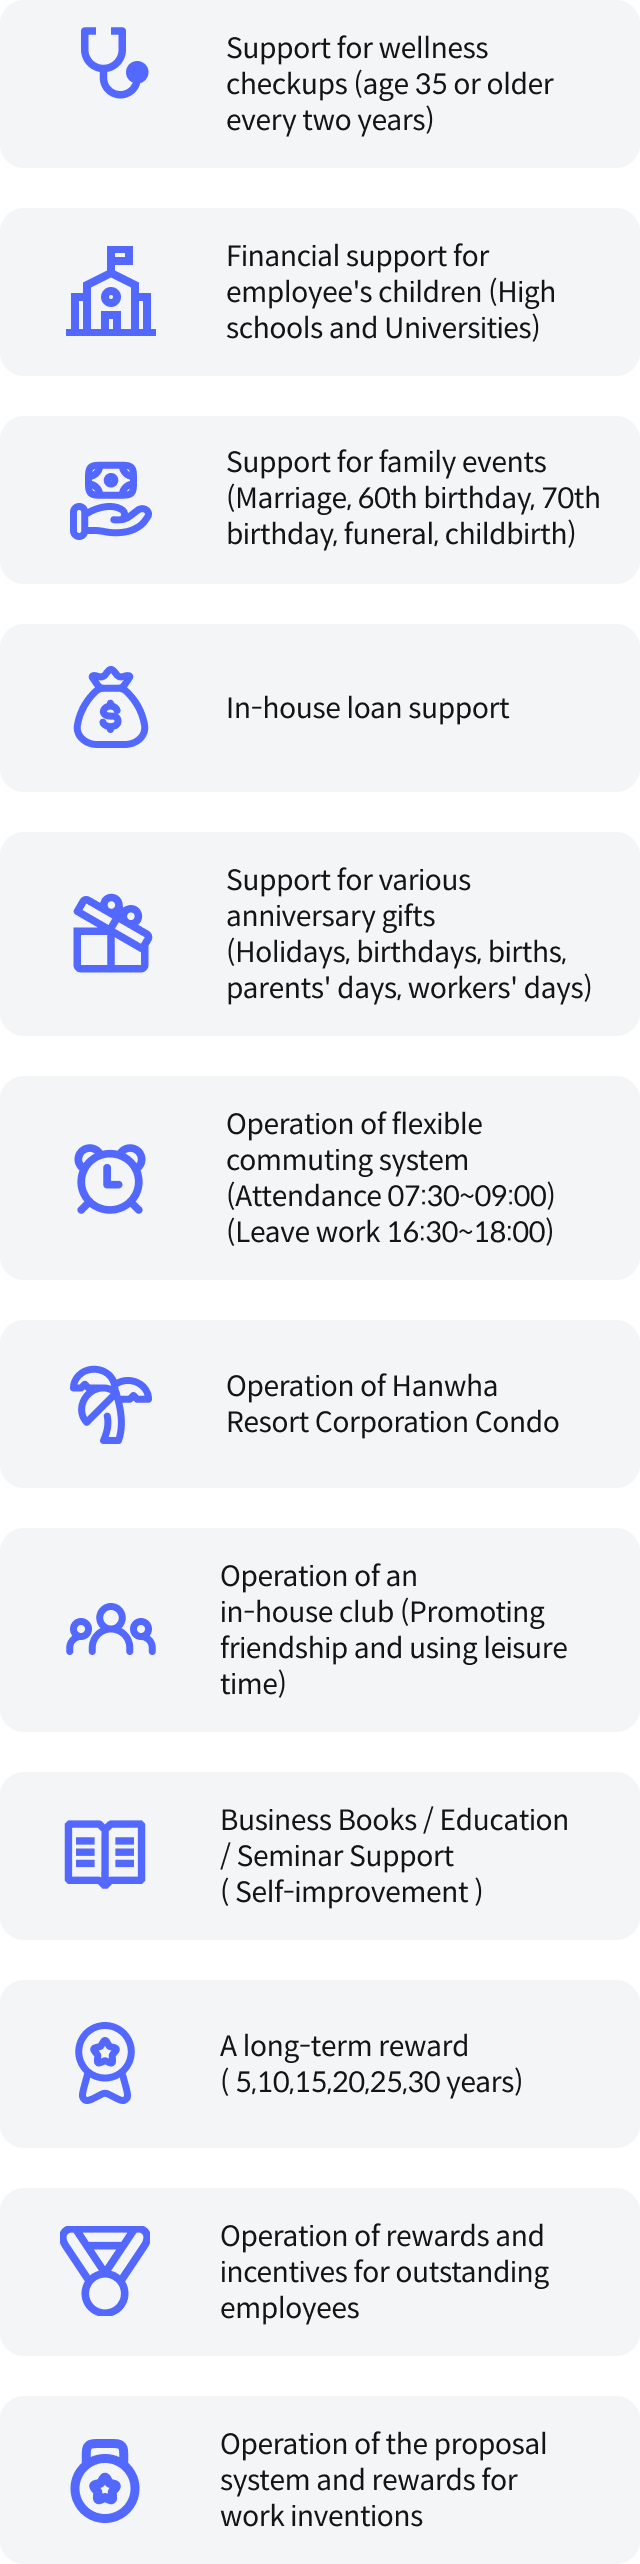 Support for wellness
checkups (age 35 or older
every two years)
Financial support for
employee's children (High
schools and Universities)
Support for family events
(Marriage, 60th birthday, 70th
birthday, funeral, childbirth)
$
In-house loan support
Support for various
anniversary gifts
(Holidays, birthdays, births,
parents' days, workers' days)
Operation of flexible
commuting system
(Attendance 07:30~09:00)
(Leave work 16:30~18:00)
Operation of Hanwha
Resort Corporation Condo
Operation of an
in-house club (Promoting
friendship and using leisure
time)
Business Books / Education
/ Seminar Support
( Self-improvement )
A long-term reward
( 5,10,15,20,25,30 years)
Operation of rewards and
incentives for outstanding
employees
Operation of the proposal
system and rewards for
work inventions